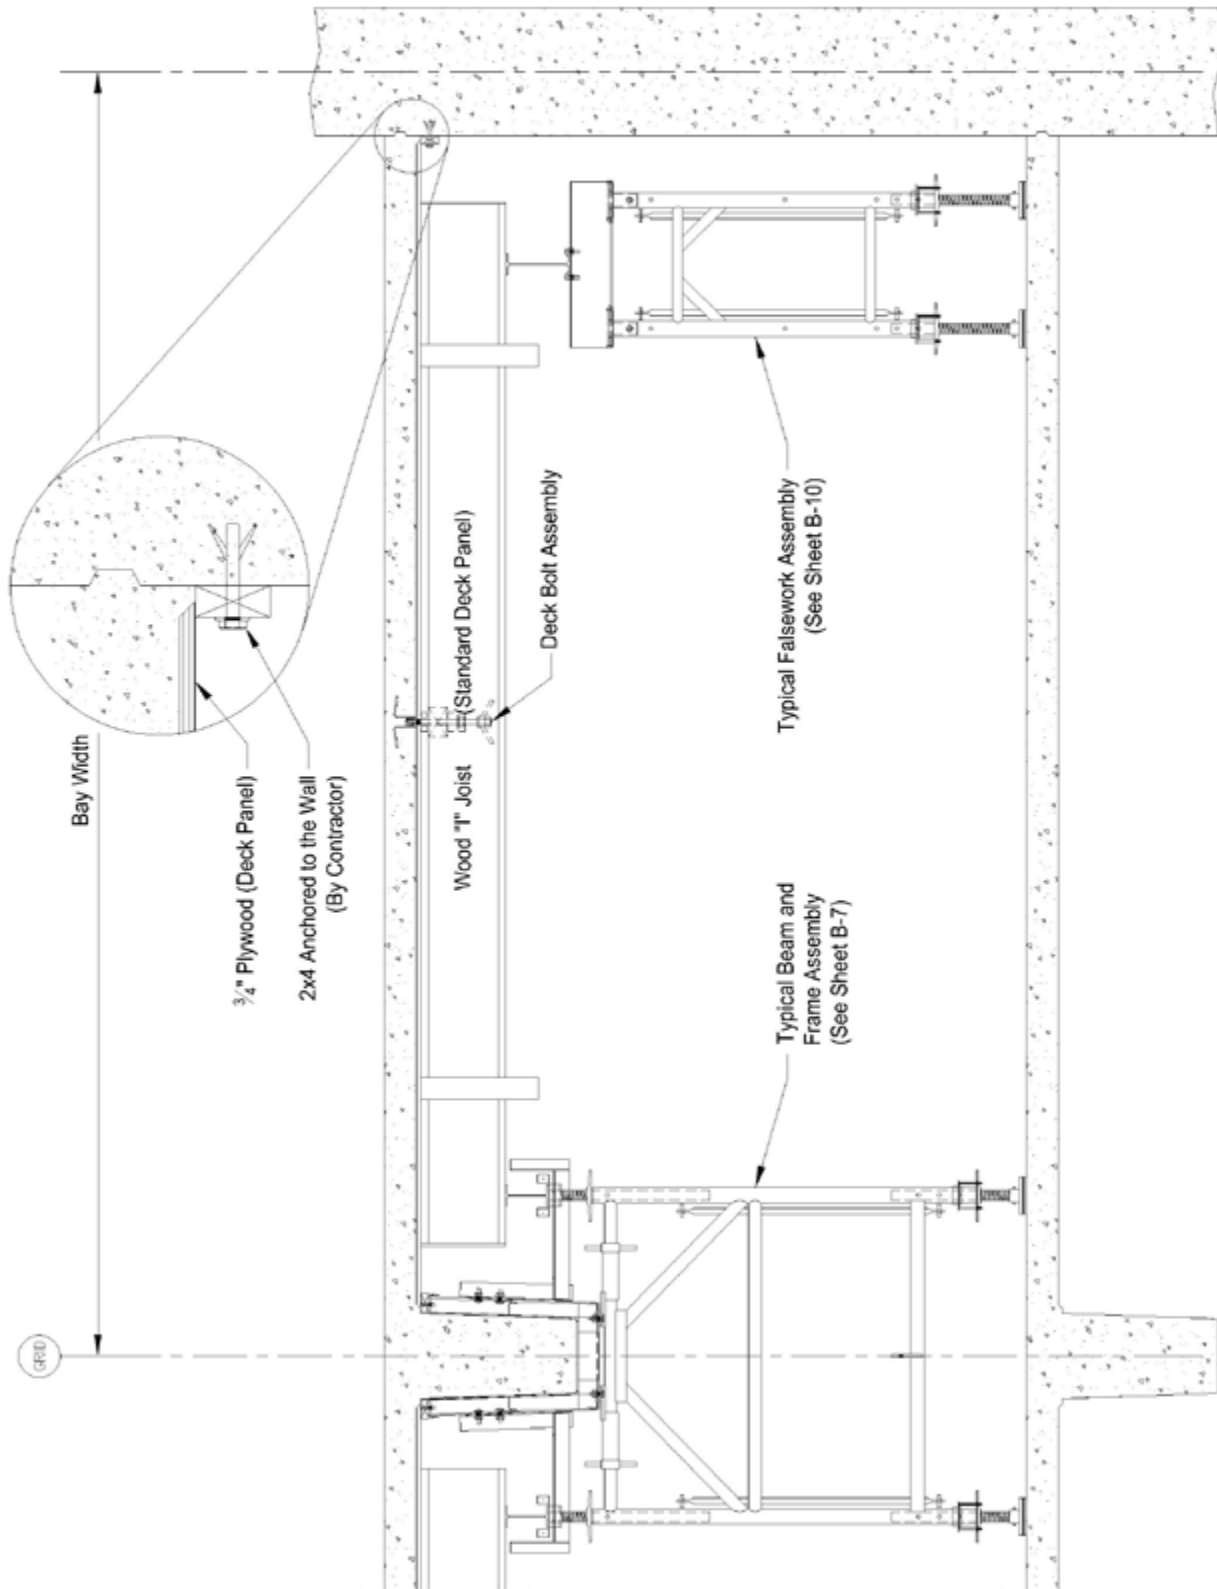 GRID
Bay Width
¾" Plywood (Deck Panel)
2x4 Anchored to the Wall
(By Contractor)
Wood "I" Joist
(Standard Deck Panel)
Deck Bolt Assembly
Typical Beam and
Frame Assembly
(See Sheet B-7)
Typical Falsework Assembly
(See Sheet B-10)